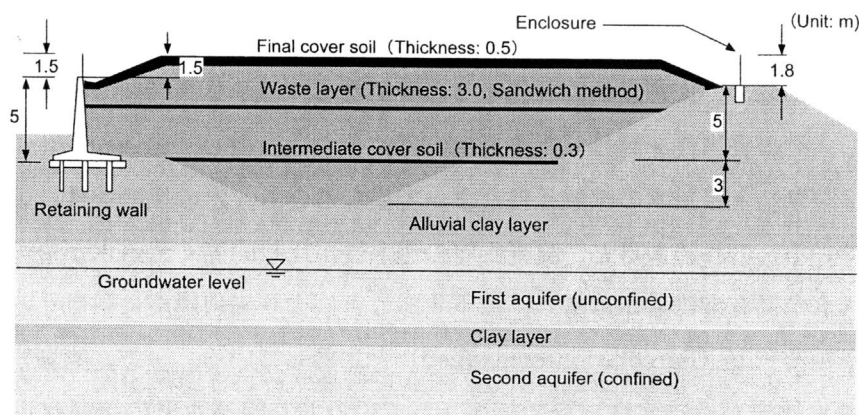 Enclosure
(Unit: m)
Final cover soil (Thickness: 0.5)
1.5
1.5
1.8
Waste layer (Thickness: 3.0, Sandwich method)
5
5
Intermediate cover soil (Thickness: 0.3)
3
Retaining wall
Alluvial clay layer
Groundwater level
First aquifer (unconfined)
Clay layer
Second aquifer (confined)